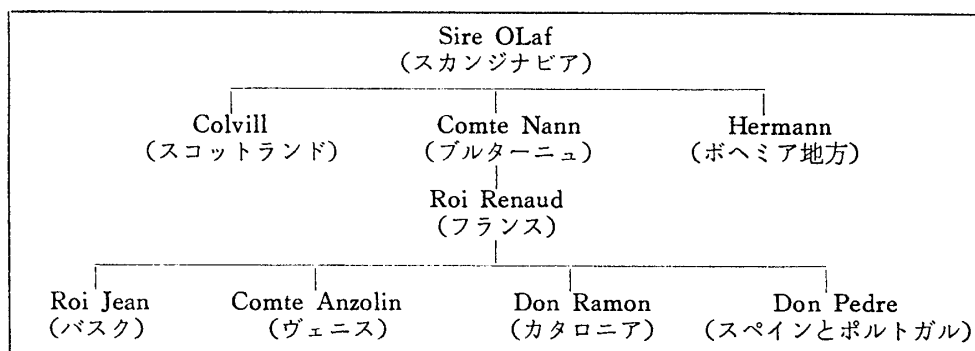 Sire OLaf
(スカンジナビア)
Colvill Comte Nann Hermann
(スコットランド) (ブルターニュ) (ボヘミア地方)
Roi Renaud
(フランス)
Roi Jean Comte Anzolin Don Ramon Don Pedre
(バスク) (ヴェニス) (カタロニア) (スペインとポルトガル)